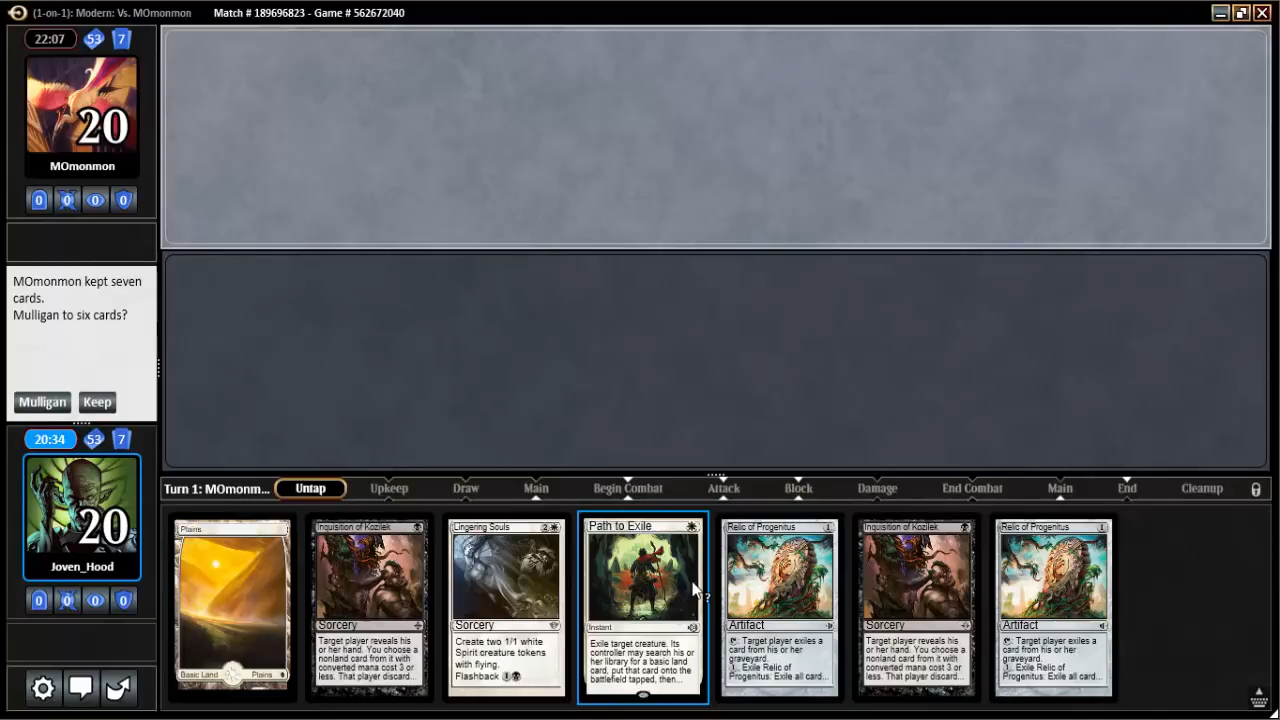 (1-on-1): Modern: Vs. MOmonmon Match # 189696823 - Game # 562672040
22:07 53 7
20
MOmonmon
0 0 0 0
MOmonmon kept seven
cards.
Mulligan to six cards?
Mulligan Keep
20:34 53 7
20
Joven_Hood
0 0 0 0
Turn 1: MOmonm... Untap Upkeep Draw Main Begin Combat Attack Block Damage End Combat Main End Cleanup
Plains
Basic Land Plains
Inquisition of Kozilek
Sorcery
Target player reveals his
or her hand. You choose a
nonland card from it with
converted mana cost 3 or
less. That player discard...
Lingering Souls 2
Sorcery
Create two 1/1 white
Spirit creature tokens
with flying.
Flashback 1
Path to Exile
Instant
Exile target creature. Its
controller may search his or
her library for a basic land
card, put that card onto the
battlefield tapped, then...
Relic of Progenitus 1
Artifact
: Target player exiles a
card from his or her
graveyard.
1, Exile Relic of
Progenitus: Exile all card...
Inquisition of Kozilek
Sorcery
Target player reveals his
or her hand. You choose a
nonland card from it with
converted mana cost 3 or
less. That player discard...
Relic of Progenitus 1
Artifact
: Target player exiles a
card from his or her
graveyard.
1, Exile Relic of
Progenitus: Exile all card...